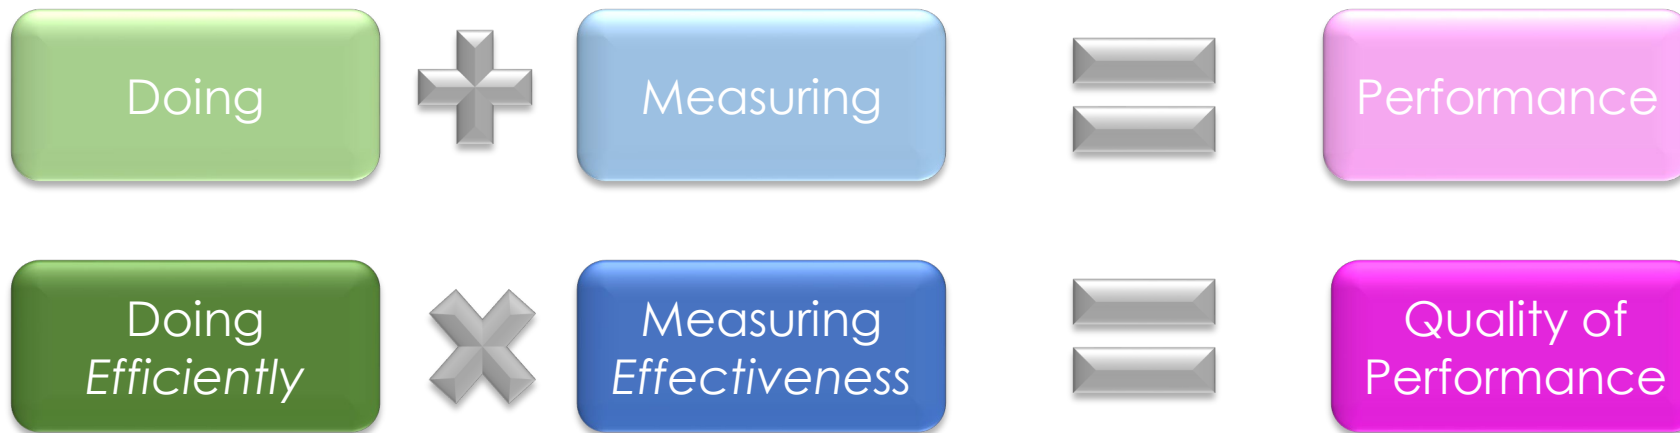 Doing
Measuring
Performance
Doing
Efficiently
Measuring
Effectiveness
Quality of
Performance